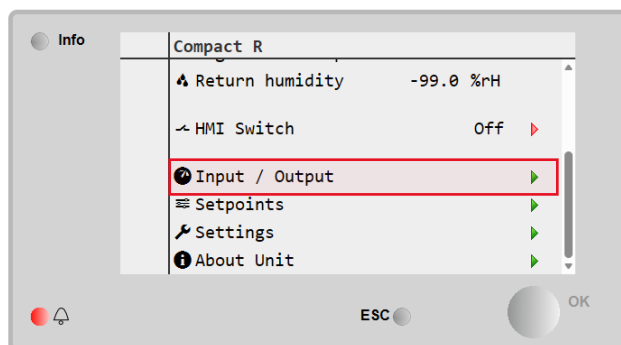 Info
Compact R
Return humidity -99.0 %rH
HMI Switch Off
Input / Output
Setpoints
Settings
About Unit
ESC
OK